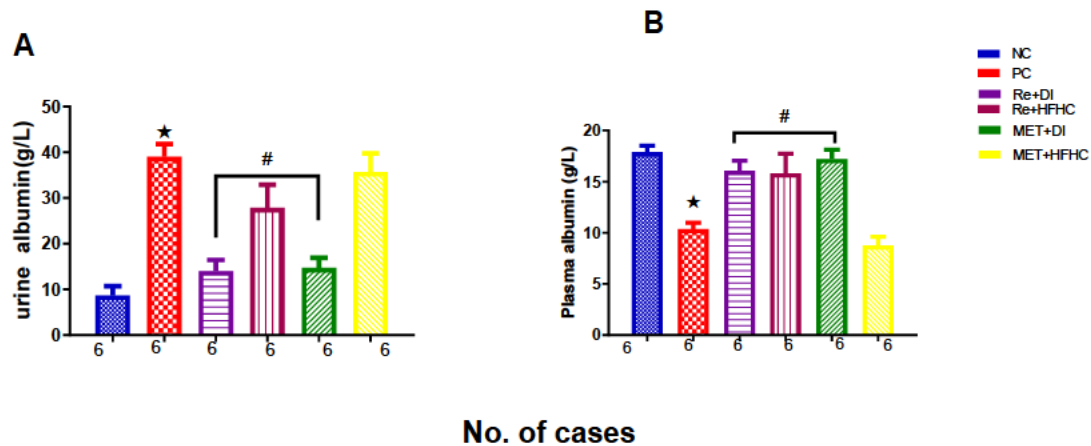 A
urine albumin(g/L)
50
40
30
20
10
0
★
#
6 6 6 6 6 6
B
Plasma albumin (g/L)
20
15
10
5
0
★
#
6 6 6 6 6 6
NC
PC
Re+DI
Re+HFHC
MET+DI
MET+HFHC
No. of cases